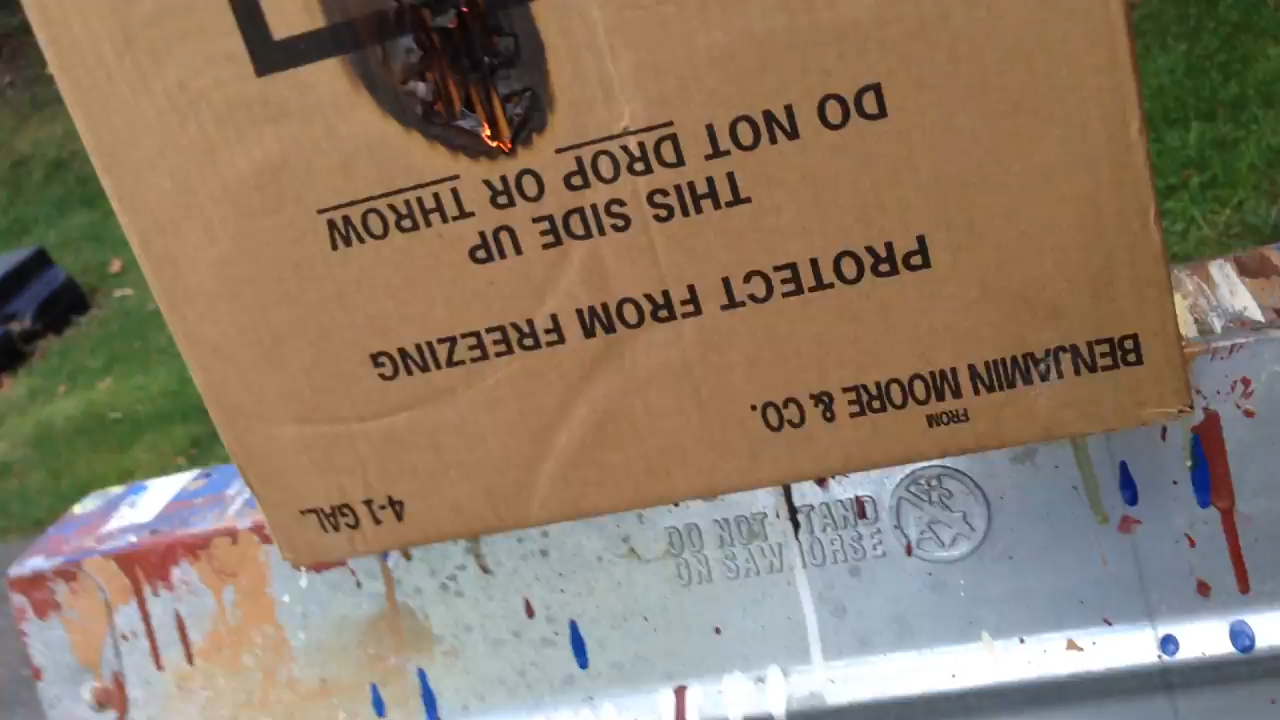 FROM
BENJAMIN MOORE & CO.
4-1 GAL.
PROTECT FROM FREEZING
THIS SIDE UP
DO NOT DROP OR THROW
DO NOT STAND
ON SAWHORSE